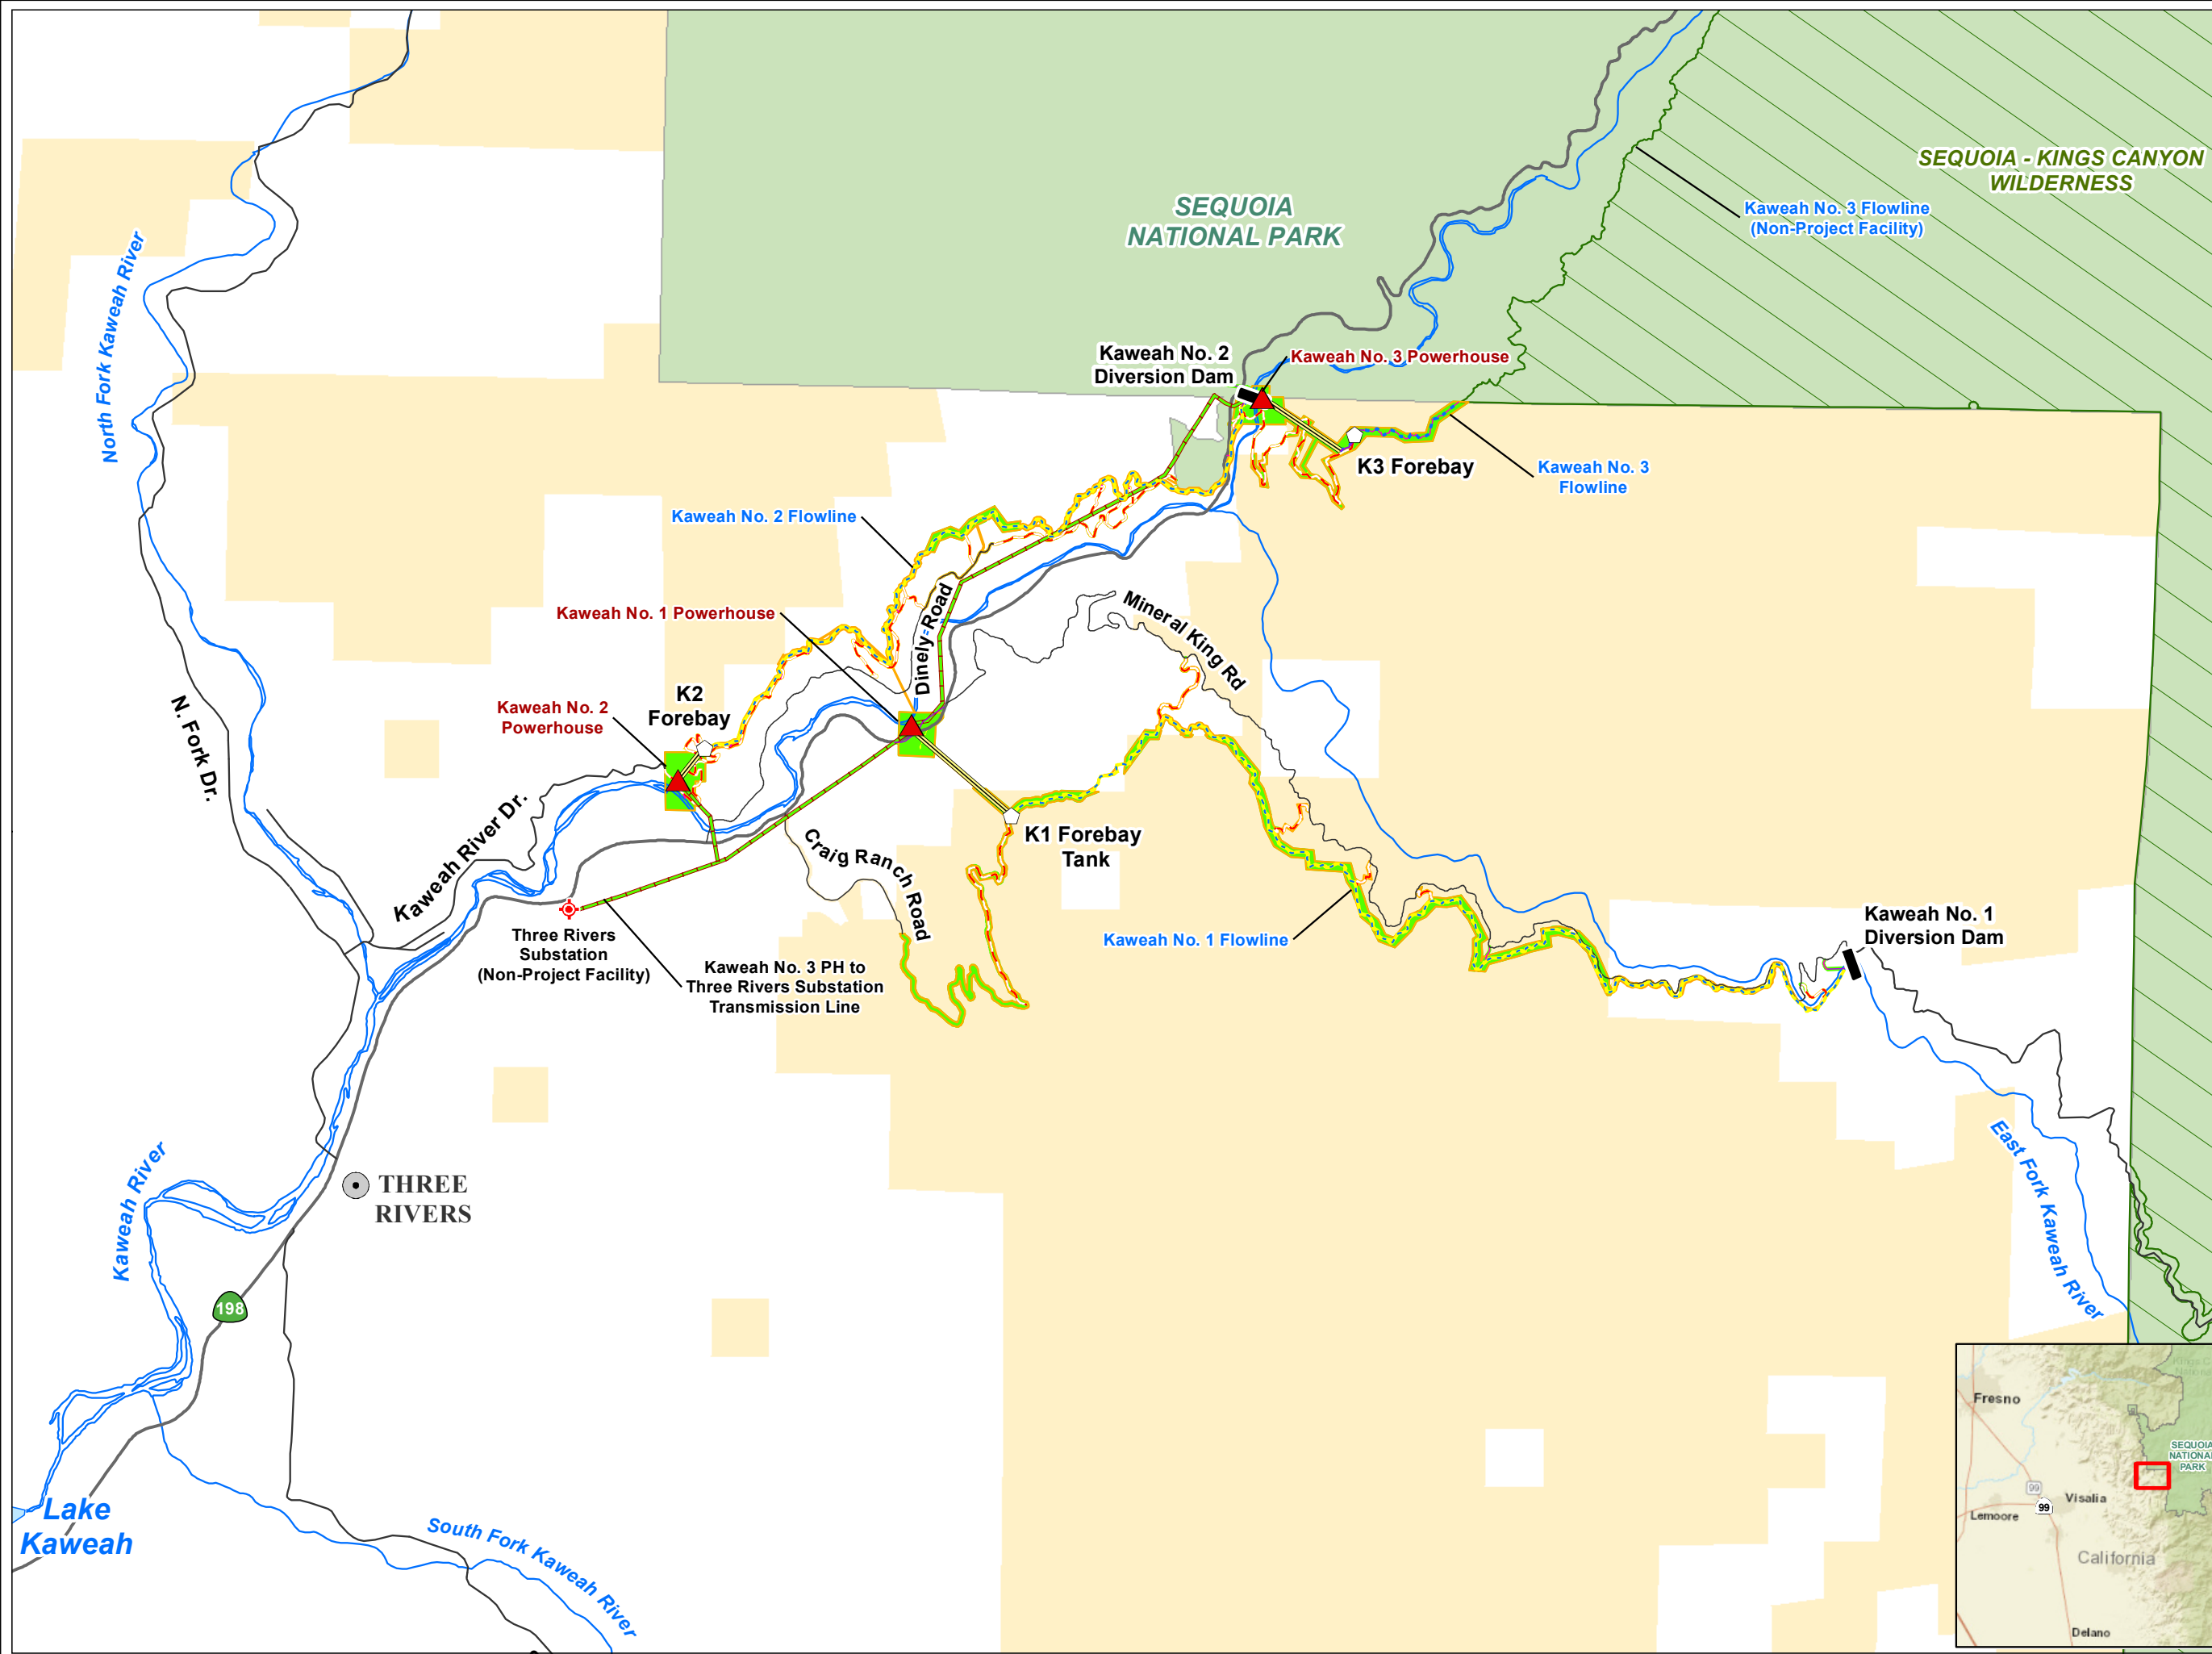 SEQUOIA - KINGS CANYON
WILDERNESS
SEQUOIA
NATIONAL PARK
Kaweah No. 3 Flowline
(Non-Project Facility)
North Fork Kaweah River
Kaweah No. 2
Diversion Dam
Kaweah No. 3 Powerhouse
K3 Forebay
Kaweah No. 3
Flowline
Kaweah No. 2 Flowline
Dinely Road
Mineral King Rd
Kaweah No. 1 Powerhouse
K2
Forebay
Kaweah No. 2
Powerhouse
N. Fork Dr.
Kaweah River Dr.
Craig Ranch Road
K1 Forebay
Tank
Kaweah No. 1 Flowline
Kaweah No. 1
Diversion Dam
Three Rivers
Substation
(Non-Project Facility)
Kaweah No. 3 PH to
Three Rivers Substation
Transmission Line
THREE
RIVERS
Kaweah River
East Fork Kaweah River
198
Lake
Kaweah
South Fork Kaweah River
Fresno
SEQUOIA
NATIONAL
PARK
99
Visalia
99
Lemoore
California
Delano